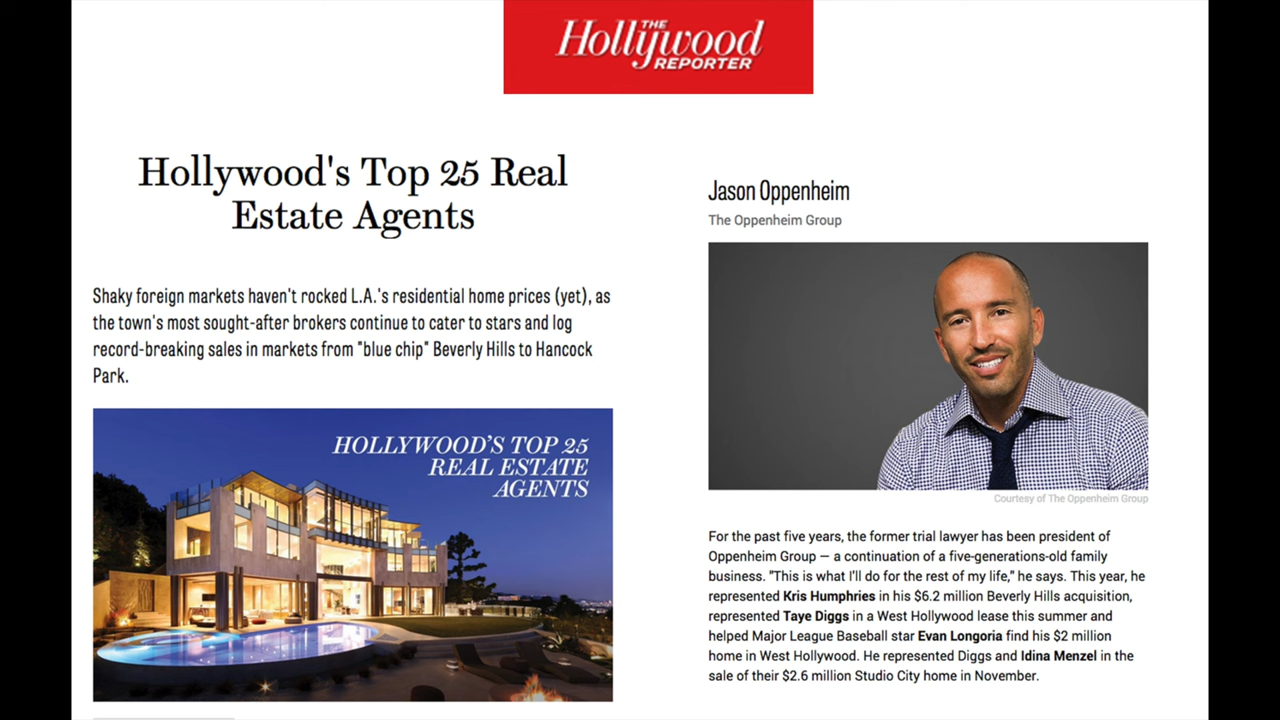 THE
Hollywood
REPORTER
Hollywood's Top 25 Real
Estate Agents
Shaky foreign markets haven't rocked L.A.'s residential home prices (yet), as
the town's most sought-after brokers continue to cater to stars and log
record-breaking sales in markets from "blue chip" Beverly Hills to Hancock
Park.
HOLLYWOOD'S TOP 25
REAL ESTATE
AGENTS
Jason Oppenheim
The Oppenheim Group
Courtesy of The Oppenheim Group
For the past five years, the former trial lawyer has been president of
Oppenheim Group — a continuation of a five-generations-old family
business. "This is what I'll do for the rest of my life," he says. This year, he
represented Kris Humphries in his $6.2 million Beverly Hills acquisition,
represented Taye Diggs in a West Hollywood lease this summer and
helped Major League Baseball star Evan Longoria find his $2 million
home in West Hollywood. He represented Diggs and Idina Menzel in the
sale of their $2.6 million Studio City home in November.